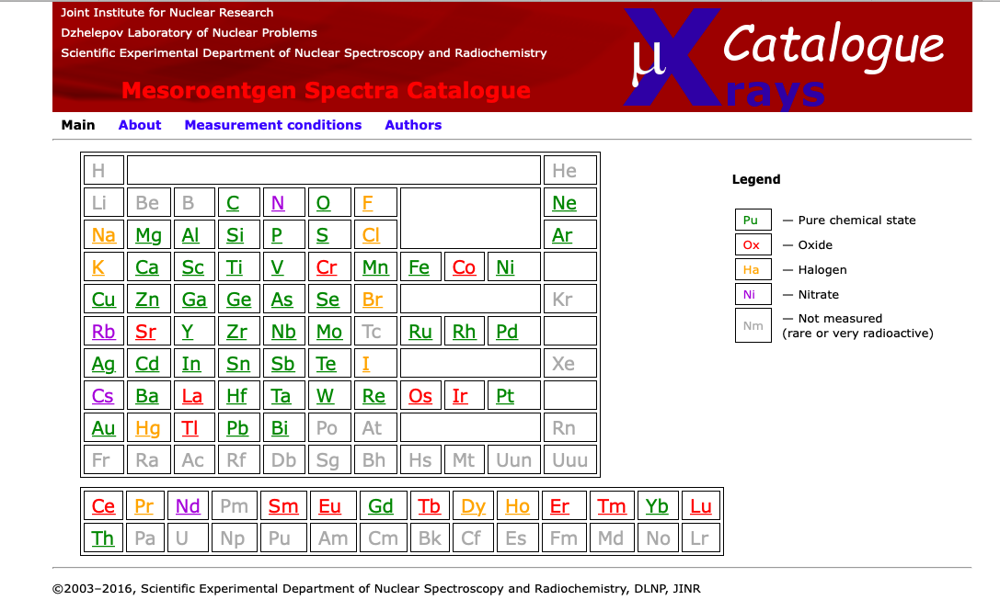 Joint Institute for Nuclear Research
Dzhelepov Laboratory of Nuclear Problems
Scientific Experimental Department of Nuclear Spectroscopy and Radiochemistry
Mesoroentgen Spectra Catalogue
μX Catalogue
rays
Main About Measurement conditions Authors
H He
Li Be B C N O F Ne
Na Mg Al Si P S Cl Ar
K Ca Sc Ti V Cr Mn Fe Co Ni
Cu Zn Ga Ge As Se Br Kr
Rb Sr Y Zr Nb Mo Tc Ru Rh Pd
Ag Cd In Sn Sb Te I Xe
Cs Ba La Hf Ta W Re Os Ir Pt
Au Hg Tl Pb Bi Po At Rn
Fr Ra Ac Rf Db Sg Bh Hs Mt Uun Uuu
Ce Pr Nd Pm Sm Eu Gd Tb Dy Ho Er Tm Yb Lu
Th Pa U Np Pu Am Cm Bk Cf Es Fm Md No Lr
Legend
Pu — Pure chemical state
Ox — Oxide
Ha — Halogen
Ni — Nitrate
Nm — Not measured
(rare or very radioactive)
©2003–2016, Scientific Experimental Department of Nuclear Spectroscopy and Radiochemistry, DLNP, JINR